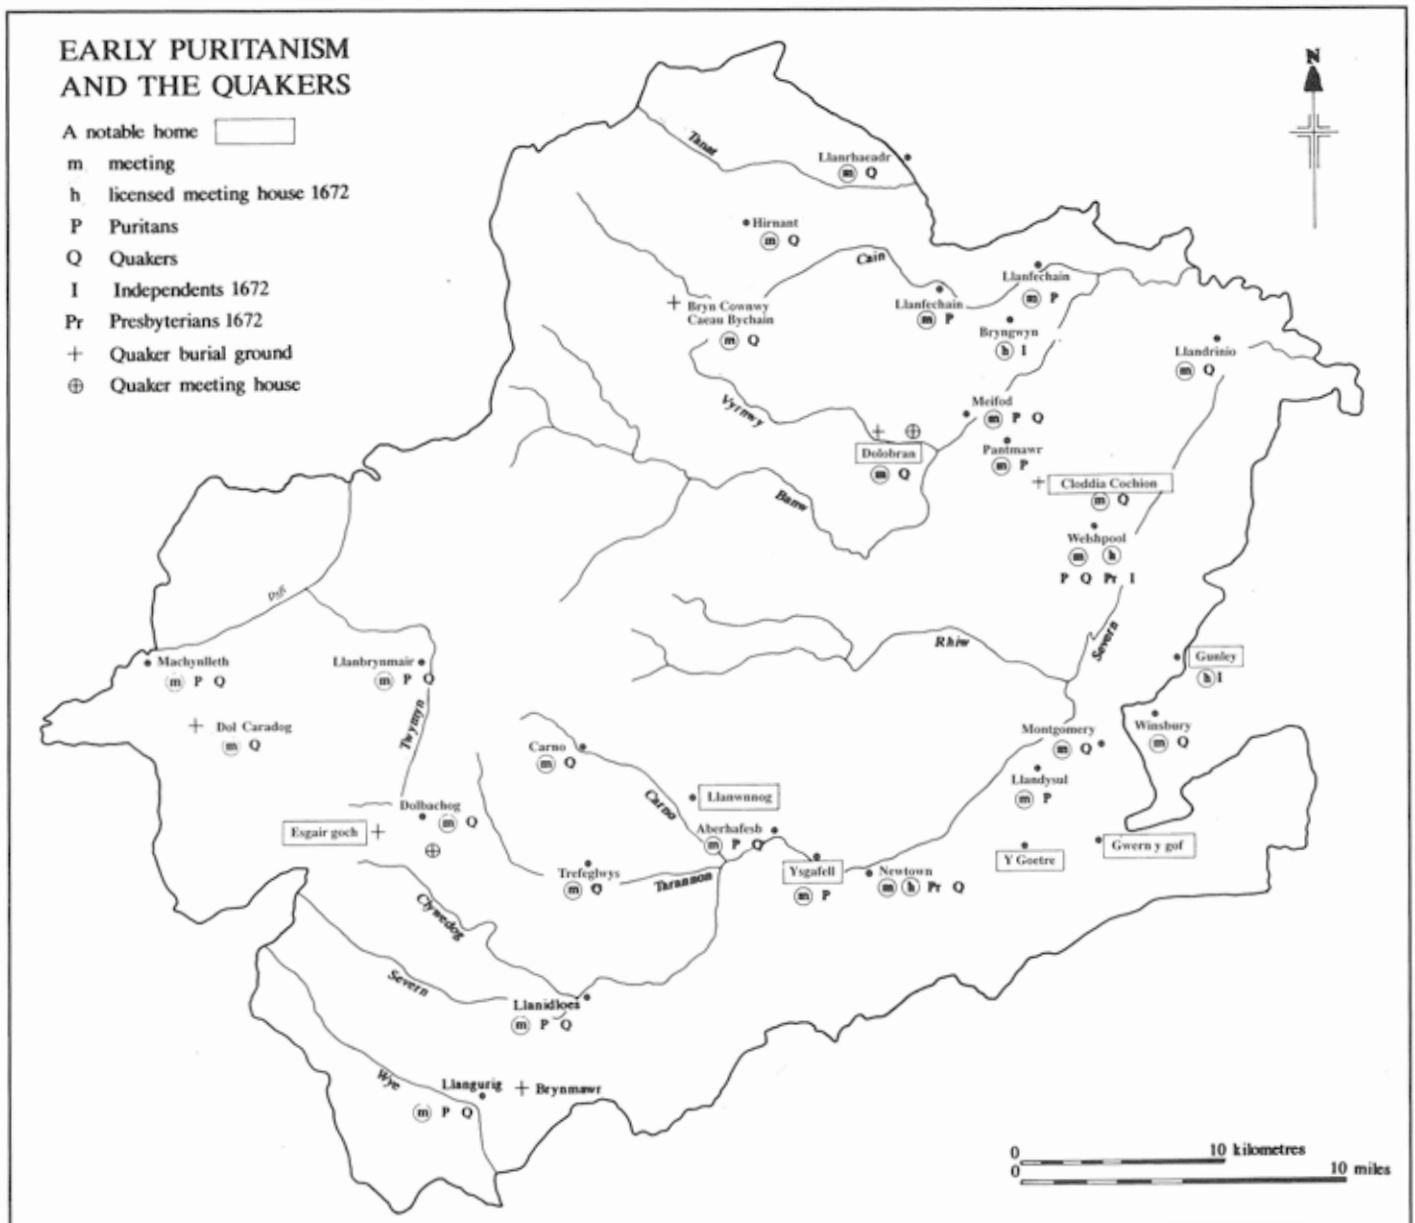 EARLY PURITANISM
AND THE QUAKERS
A notable home
m meeting
h licensed meeting house 1672
P Puritans
Q Quakers
I Independents 1672
Pr Presbyterians 1672
+ Quaker burial ground
⊕ Quaker meeting house
N
Tanat
Llanrhaeadr
m Q
Hirnant
m Q
Cain
Llanfechain
m P
Llanfechain
m P
Bryn Cownwy
Caeau Bychain
m Q
Bryngwyn
h I
Llandrinio
m Q
Vyrnwy
Meifod
m P Q
Dolobran
m Q
Pantmawr
m P
Cloddia Cochion
m Q
Banw
Welshpool
m h
P Q Pr I
Rhiw
Severn
Gunley
h I
Machynlleth
m P Q
Llanbrynmair
m P Q
Dol Caradog
m Q
Twymyn
Carno
m Q
Montgomery
m Q
Winsbury
m Q
Llandysul
m P
Carno
Llanwnnog
Dolbachog
m Q
Esgair goch
Aberhafesb
m P Q
Y Goetre
Gwern y gof
Trefeglwys
m Q
Tarannon
Ysgafell
m P
Newtown
m h Pr Q
Clywedog
Severn
Llanidloes
m P Q
Wye
Llangurig
m P Q
Brynmawr
0 10 kilometres
0 10 miles